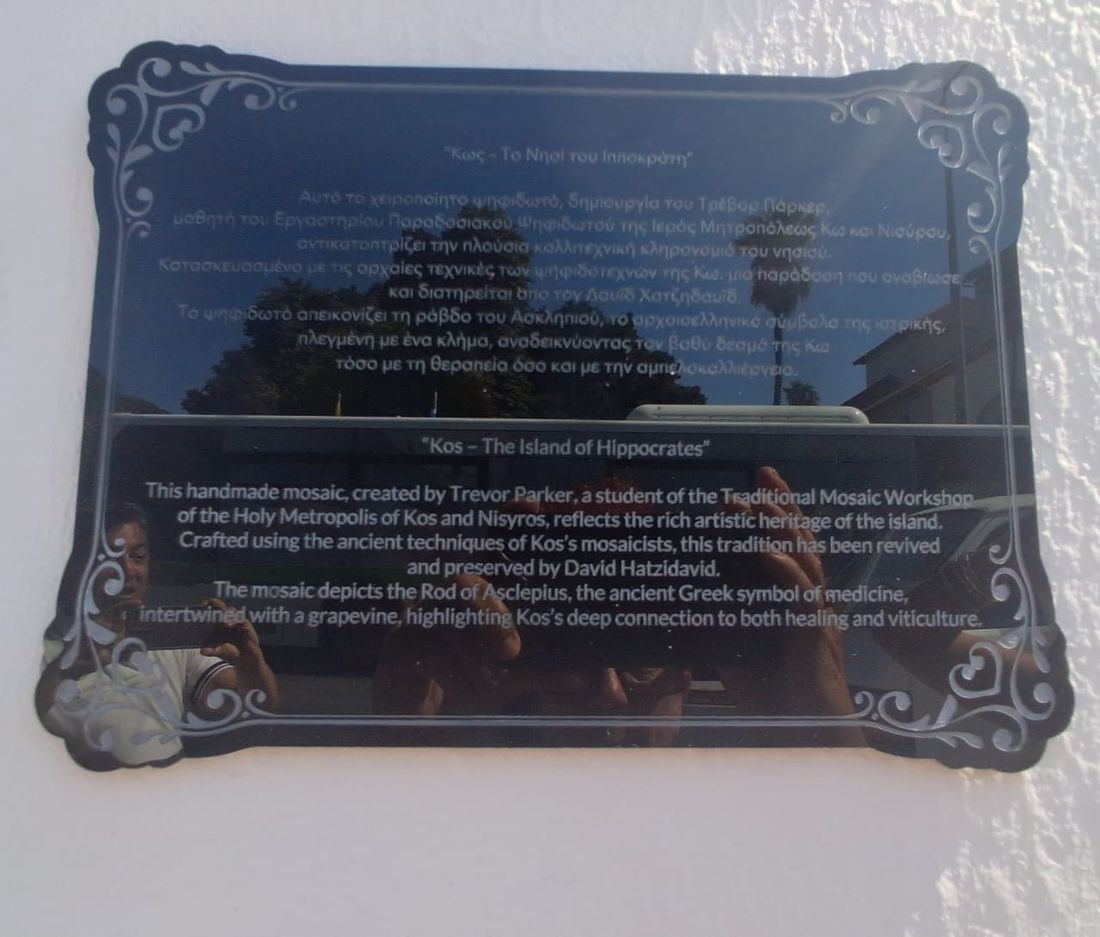 "Κως – Το Νησί του Ιπποκράτη"
Αυτό το χειροποίητο ψηφιδωτό, δημιουργία του Τρέβορ Πάρκερ,
μαθητή του Εργαστηρίου Παραδοσιακού Ψηφιδωτού της Ιεράς Μητροπόλεως Κω και Νισύρου,
αντικατοπτρίζει την πλούσια καλλιτεχνική κληρονομιά του νησιού.
Κατασκευασμένο με τις αρχαίες τεχνικές των ψηφιδοτεχνών της Κω, μια παράδοση που αναβίωσε
και διατηρείται από τον Δαυίδ Χατζηδαυίδ.
Το ψηφιδωτό απεικονίζει τη ράβδο του Ασκληπιού, το αρχαιοελληνικό σύμβολο της ιατρικής,
πλεγμένη με ένα κλήμα, αναδεικνύοντας τον βαθύ δεσμό της Κω
τόσο με τη θεραπεία όσο και με την αμπελοκαλλιέργεια.
"Kos – The Island of Hippocrates"
This handmade mosaic, created by Trevor Parker, a student of the Traditional Mosaic Workshop
of the Holy Metropolis of Kos and Nisyros, reflects the rich artistic heritage of the island.
Crafted using the ancient techniques of Kos's mosaicists, this tradition has been revived
and preserved by David Hatzidavid.
The mosaic depicts the Rod of Asclepius, the ancient Greek symbol of medicine,
intertwined with a grapevine, highlighting Kos's deep connection to both healing and viticulture.